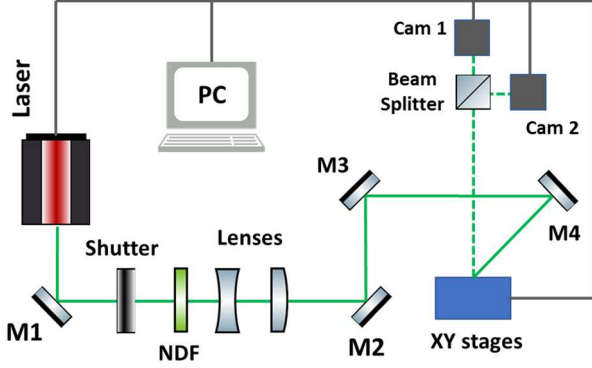 Cam 1
Laser
PC
Beam
Splitter
Cam 2
M3
M4
Shutter
Lenses
M1
NDF
M2
XY stages